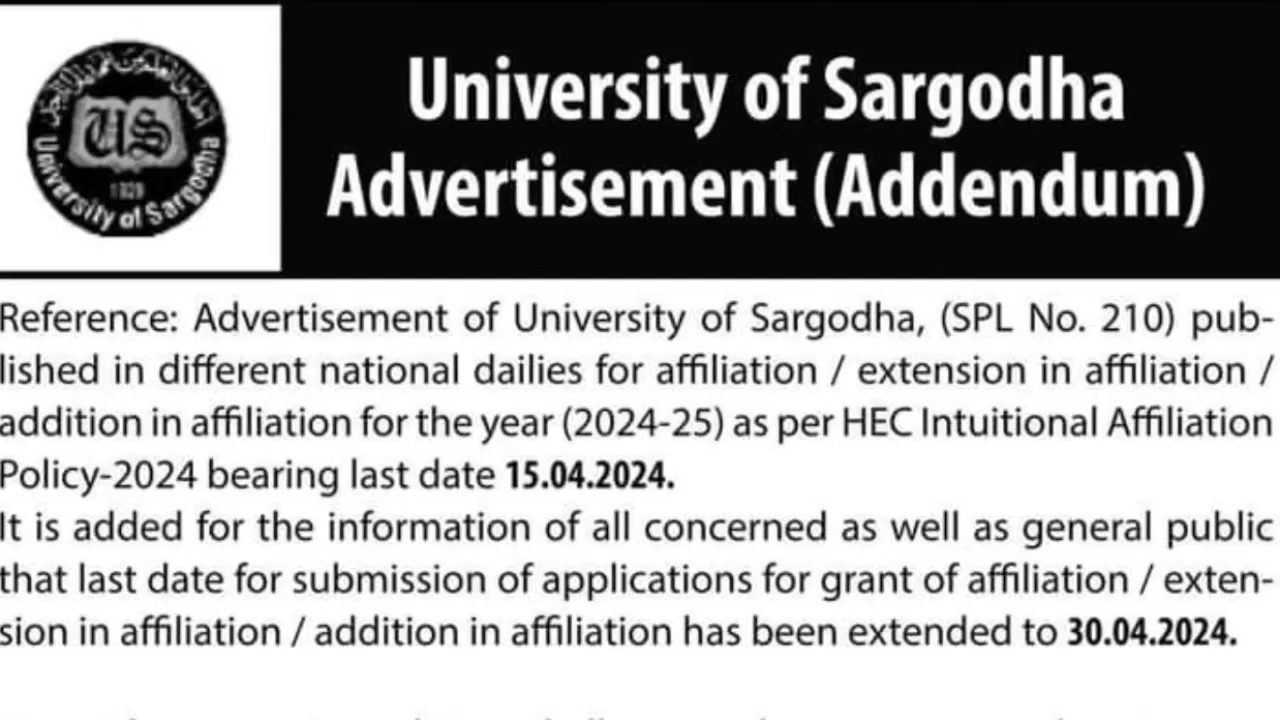 US
University of Sargodha
1929
University of Sargodha
Advertisement (Addendum)
Reference: Advertisement of University of Sargodha, (SPL No. 210) pub-
lished in different national dailies for affiliation / extension in affiliation /
addition in affiliation for the year (2024-25) as per HEC Intuitional Affiliation
Policy-2024 bearing last date 15.04.2024.
It is added for the information of all concerned as well as general public
that last date for submission of applications for grant of affiliation / exten-
sion in affiliation / addition in affiliation has been extended to 30.04.2024.